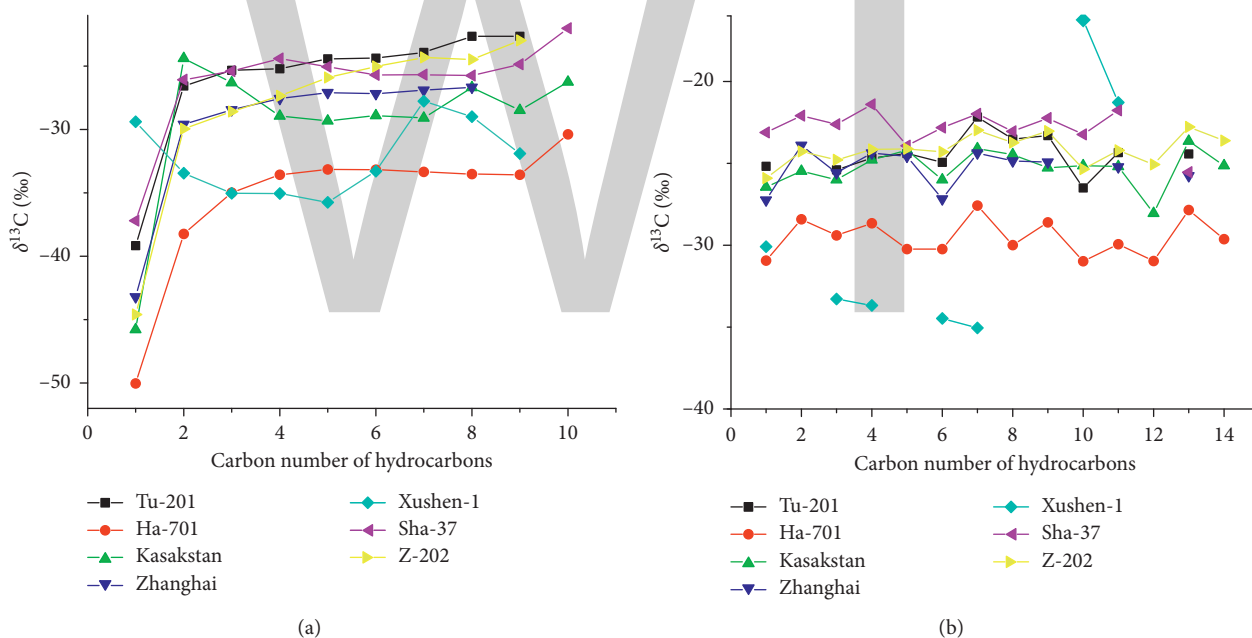 −30
−40
−50
δ¹³C (‰)
0 2 4 6 8 10
Carbon number of hydrocarbons
Tu-201
Ha-701
Kasakstan
Zhanghai
Xushen-1
Sha-37
Z-202
(a)
−20
−30
−40
δ¹³C (‰)
0 2 4 6 8 10 12 14
Carbon number of hydrocarbons
Tu-201
Ha-701
Kasakstan
Zhanghai
Xushen-1
Sha-37
Z-202
(b)